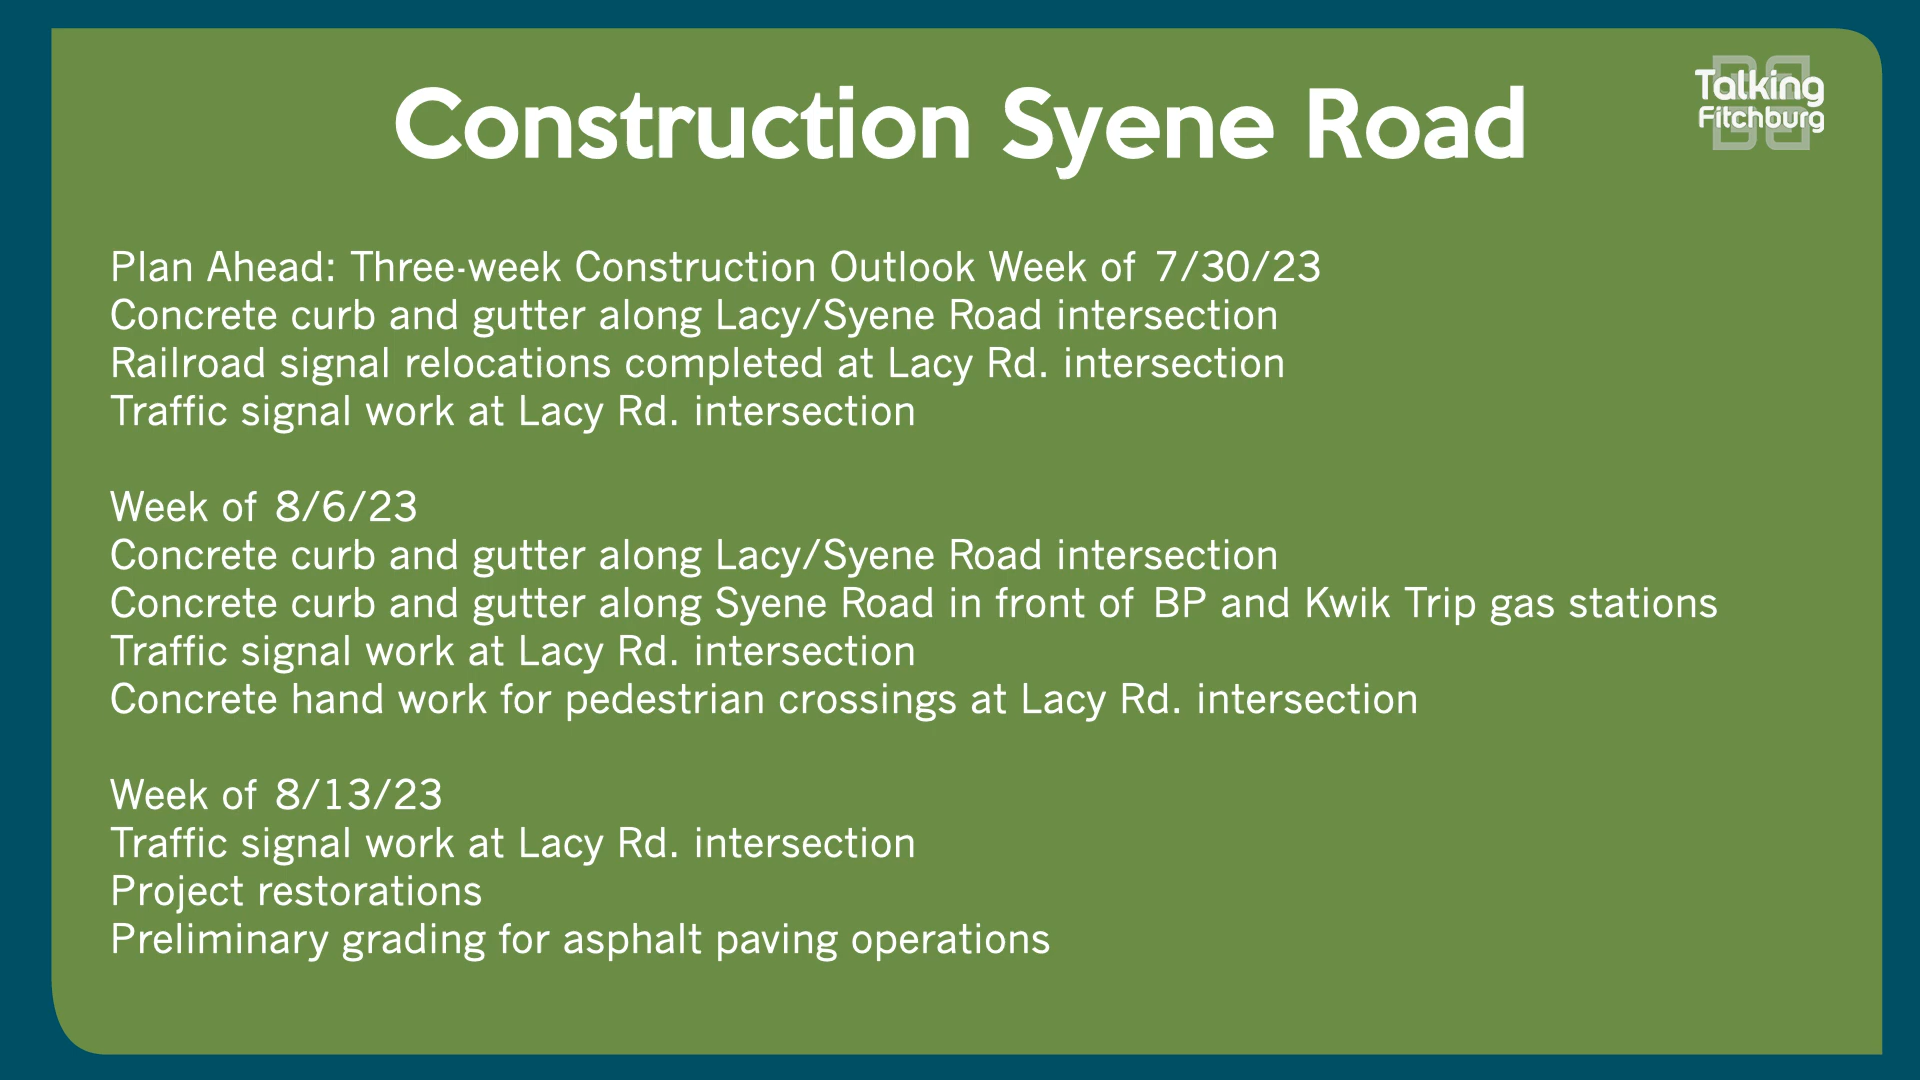 Construction Syene Road
Talking
Fitchburg
Plan Ahead: Three-week Construction Outlook Week of 7/30/23
Concrete curb and gutter along Lacy/Syene Road intersection
Railroad signal relocations completed at Lacy Rd. intersection
Traffic signal work at Lacy Rd. intersection
Week of 8/6/23
Concrete curb and gutter along Lacy/Syene Road intersection
Concrete curb and gutter along Syene Road in front of BP and Kwik Trip gas stations
Traffic signal work at Lacy Rd. intersection
Concrete hand work for pedestrian crossings at Lacy Rd. intersection
Week of 8/13/23
Traffic signal work at Lacy Rd. intersection
Project restorations
Preliminary grading for asphalt paving operations